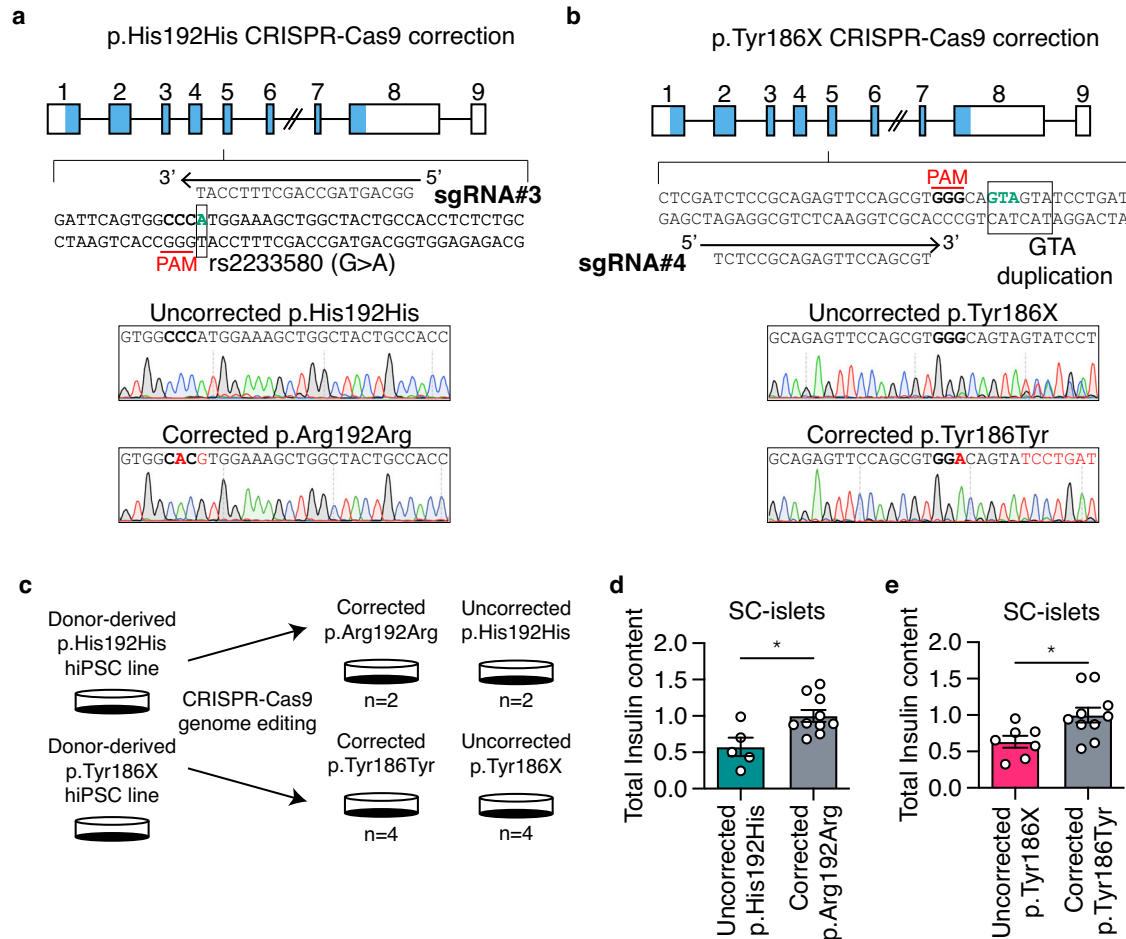 a
p.His192His CRISPR-Cas9 correction
1 2 3 4 5 6 7 8 9
3’ 5’
TACCTTTCGACCGATGACGG sgRNA#3
GATTCAGTGGCCCATGGAAAGCTGGCTACTGCCACCTCTCTGC
CTAAGTCACCGGGTACCTTTCGACCGATGACGGTGGAGAGACG
PAM rs2233580 (G>A)
Uncorrected p.His192His
GTGGCCCATGGAAAGCTGGCTACTGCCACC
Corrected p.Arg192Arg
GTGGCACGTGGAAAGCTGGCTACTGCCACC
b
p.Tyr186X CRISPR-Cas9 correction
1 2 3 4 5 6 7 8 9
PAM
CTCGATCTCCGCAGAGTTCCAGCGTGGGCAGTAGTATCCTGAT
GAGCTAGAGGCGTCTCAAGGTCGCACCCGTCATCATAGGACTA
5’ 3’
sgRNA#4 TCTCCGCAGAGTTCCAGCGT
GTA
duplication
Uncorrected p.Tyr186X
GCAGAGTTCCAGCGTGGGCAGTAGTATCCT
Corrected p.Tyr186Tyr
GCAGAGTTCCAGCGTGGACAGTATCCTGAT
c
Donor-derived
p.His192His
hiPSC line
CRISPR-Cas9
genome editing
Donor-derived
p.Tyr186X
hiPSC line
Corrected
p.Arg192Arg
n=2
Uncorrected
p.His192His
n=2
Corrected
p.Tyr186Tyr
n=4
Uncorrected
p.Tyr186X
n=4
d
SC-islets
Total Insulin content
2.0
1.5
1.0
0.5
0.0
*
Uncorrected
p.His192His
Corrected
p.Arg192Arg
e
SC-islets
Total Insulin content
2.0
1.5
1.0
0.5
0.0
*
Uncorrected
p.Tyr186X
Corrected
p.Tyr186Tyr